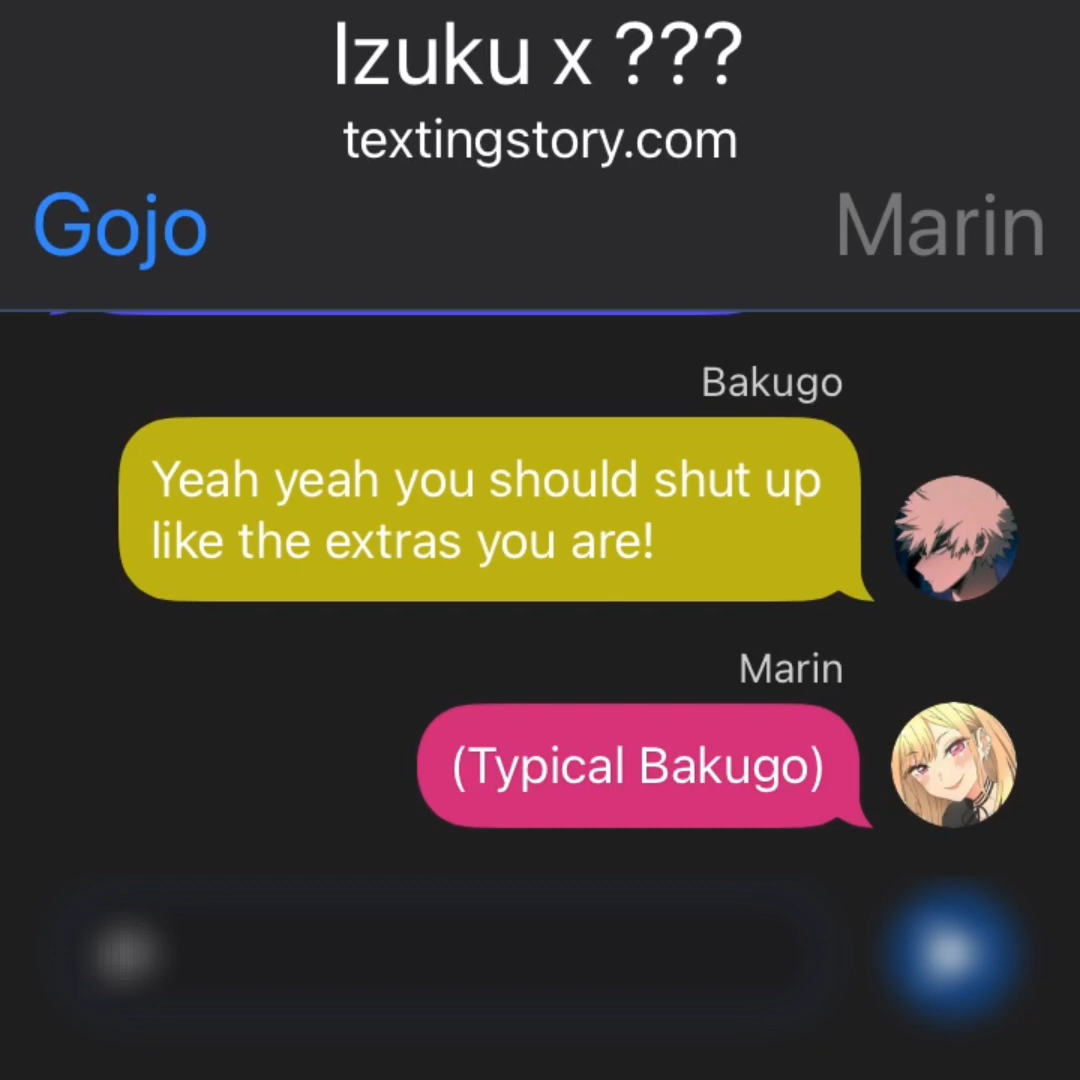 Izuku x ???
textingstory.com
Gojo
Marin
Bakugo
Yeah yeah you should shut up
like the extras you are!
Marin
(Typical Bakugo)